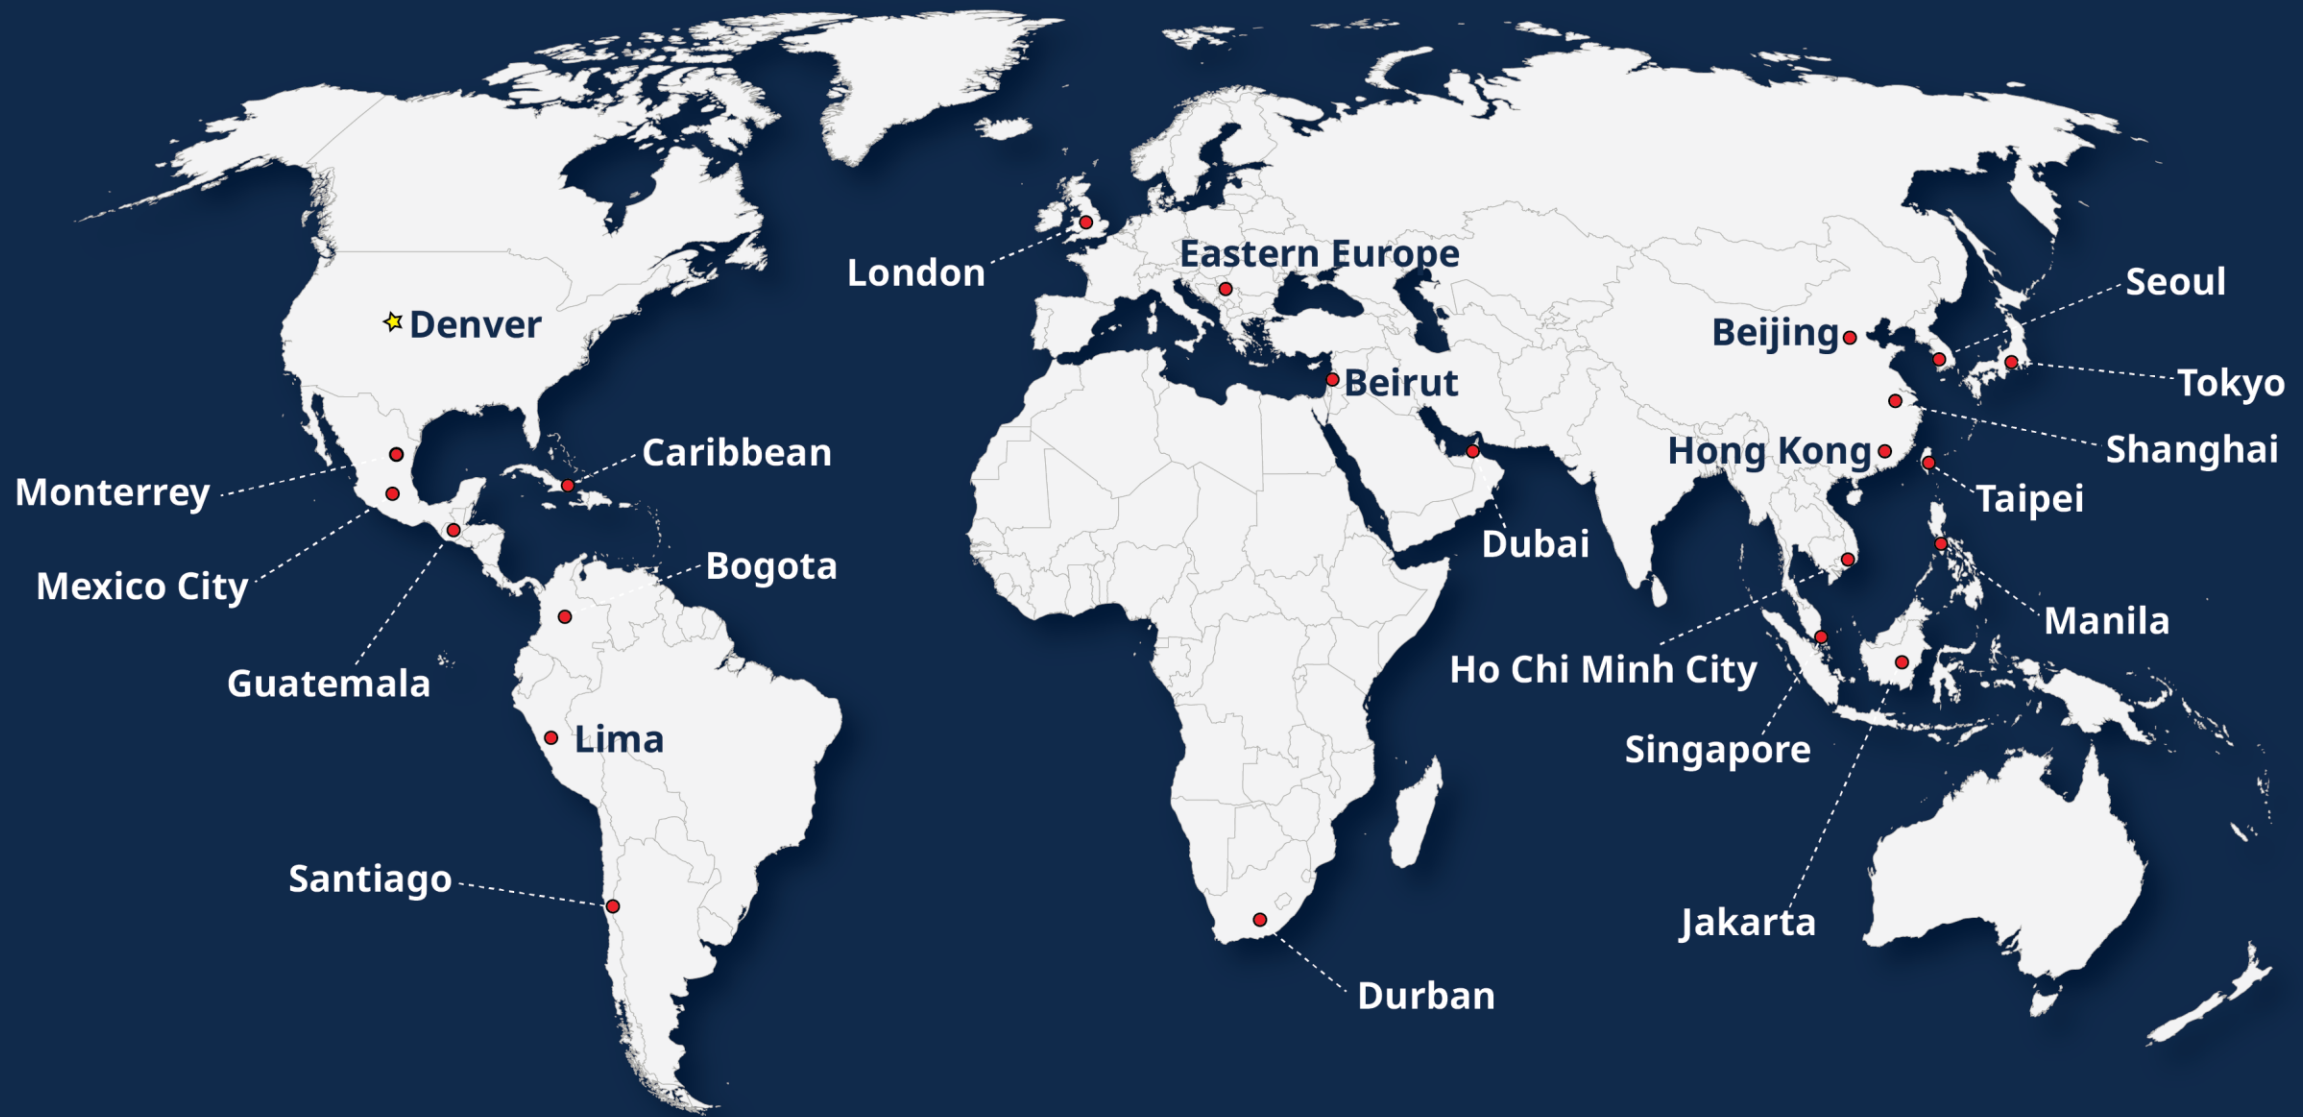 London
Eastern Europe
Seoul
Denver
Beijing
Beirut
Tokyo
Caribbean
Hong Kong
Shanghai
Monterrey
Taipei
Dubai
Bogota
Mexico City
Manila
Ho Chi Minh City
Guatemala
Lima
Singapore
Santiago
Jakarta
Durban